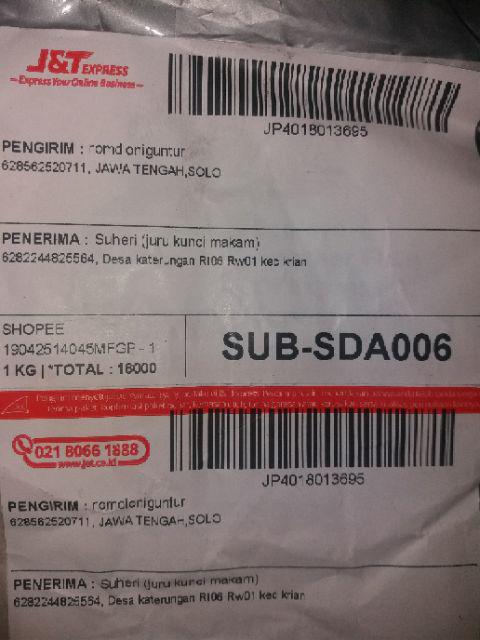 J&T EXPRESS
Express Your Online Business
JP4018013695
PENGIRIM : romdloniguntur
628562520711, JAWA TENGAH,SOLO
PENERIMA : Suheri (juru kunci makam)
6282244825564, Desa katerungan Rt06 Rw01 kec krian
SHOPEE
19042514045MFGP - 1
SUB-SDA006
1 KG | *TOTAL : 16000
021 8066 1888
www.jet.co.id
JP4018013695
PENGIRIM : romdloniguntur
628562520711, JAWA TENGAH,SOLO
PENERIMA : Suheri (juru kunci makam)
6282244825564, Desa katerungan Rt06 Rw01 kec krian